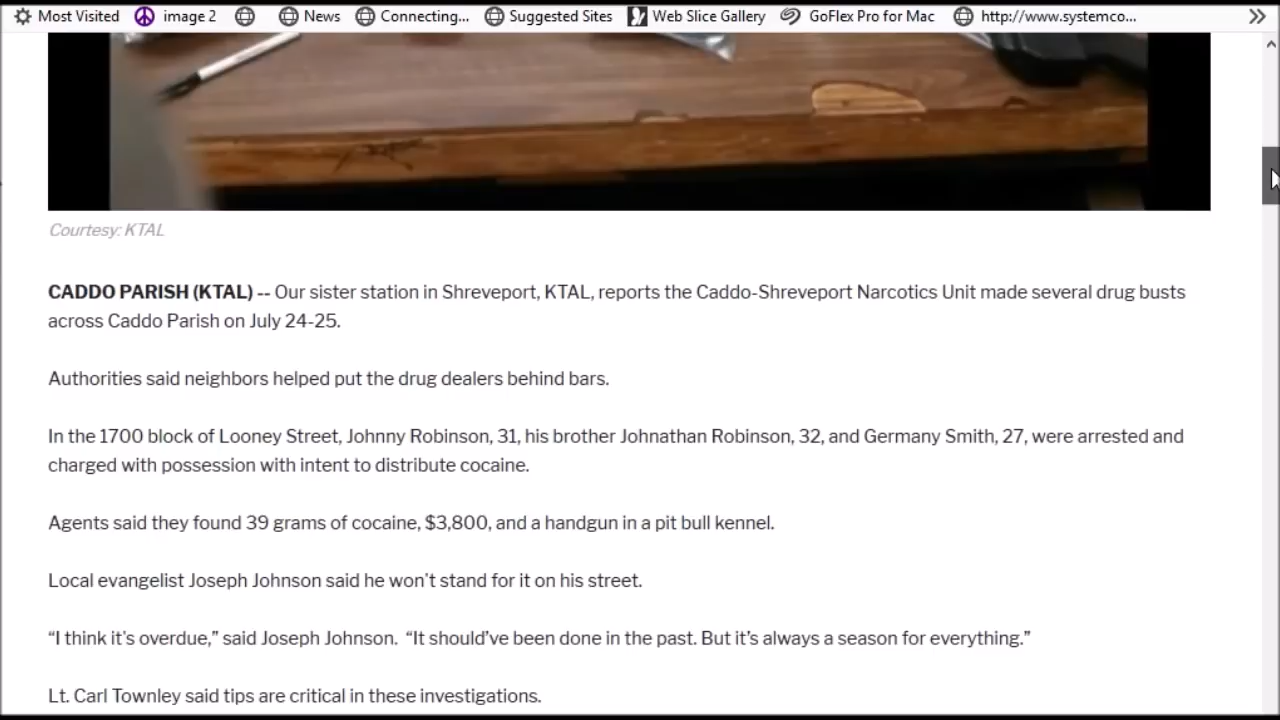 Most Visited image 2 News Connecting... Suggested Sites Web Slice Gallery GoFlex Pro for Mac http://www.systemco...
Courtesy: KTAL
CADDO PARISH (KTAL) -- Our sister station in Shreveport, KTAL, reports the Caddo-Shreveport Narcotics Unit made several drug busts
across Caddo Parish on July 24-25.
Authorities said neighbors helped put the drug dealers behind bars.
In the 1700 block of Looney Street, Johnny Robinson, 31, his brother Johnathan Robinson, 32, and Germany Smith, 27, were arrested and
charged with possession with intent to distribute cocaine.
Agents said they found 39 grams of cocaine, $3,800, and a handgun in a pit bull kennel.
Local evangelist Joseph Johnson said he won’t stand for it on his street.
“I think it’s overdue,” said Joseph Johnson.  “It should’ve been done in the past. But it’s always a season for everything.”
Lt. Carl Townley said tips are critical in these investigations.